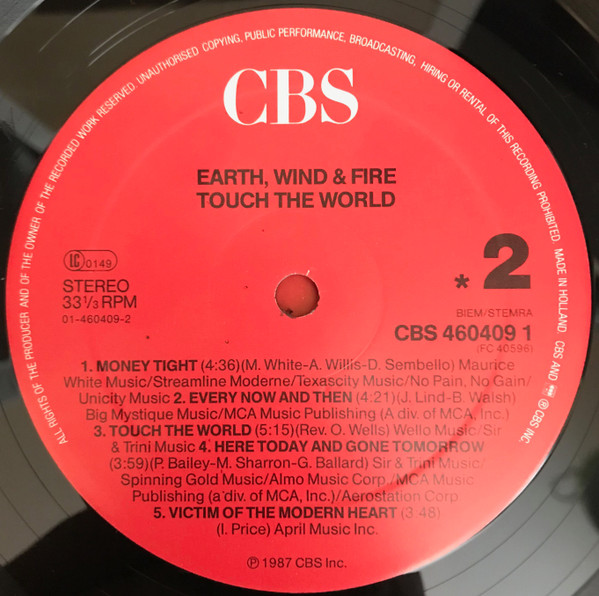 ALL RIGHTS OF THE PRODUCER AND OF THE OWNER OF THE RECORDED WORK RESERVED. UNAUTHORISED COPYING, PUBLIC PERFORMANCE, BROADCASTING, HIRING OR RENTAL OF THIS RECORDING PROHIBITED. MADE IN HOLLAND. CBS AND ® CBS INC.
CBS
EARTH, WIND & FIRE
TOUCH THE WORLD
LC 0149
STEREO
33 1/3 RPM
01-460409-2
* 2
BIEM/STEMRA
CBS 460409 1
(FC 40596)
1. MONEY TIGHT (4:36)(M. White-A. Willis-D. Sembello) Maurice
White Music/Streamline Moderne/Texascity Music/No Pain, No Gain/
Unicity Music 2. EVERY NOW AND THEN (4:21)(J. Lind-B. Walsh)
Big Mystique Music/MCA Music Publishing (A div. of MCA, Inc.)
3. TOUCH THE WORLD (5:15)(Rev. O. Wells) Wello Music/Sir
& Trini Music 4. HERE TODAY AND GONE TOMORROW
(3:59)(P. Bailey-M. Sharron-G. Ballard) Sir & Trini Music/
Spinning Gold Music/Almo Music Corp./MCA Music
Publishing (a div. of MCA, Inc.)/Aerostation Corp
5. VICTIM OF THE MODERN HEART (3:48)
(I. Price) April Music Inc.
℗ 1987 CBS Inc.